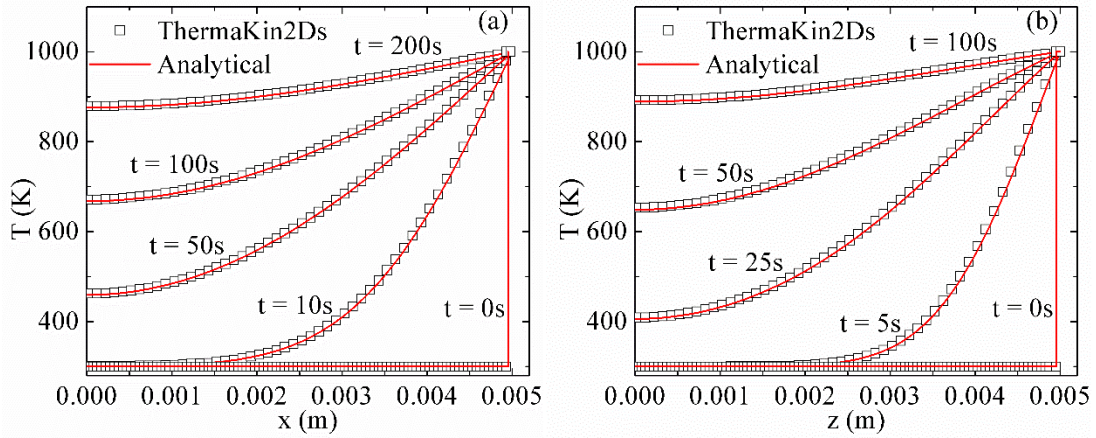 (a)
ThermaKin2Ds
Analytical
t = 200s
t = 100s
t = 50s
t = 10s
t = 0s
1000
800
600
400
T (K)
0.000 0.001 0.002 0.003 0.004 0.005
x (m)
(b)
ThermaKin2Ds
Analytical
t = 100s
t = 50s
t = 25s
t = 5s
t = 0s
1000
800
600
400
T (K)
0.000 0.001 0.002 0.003 0.004 0.005
z (m)